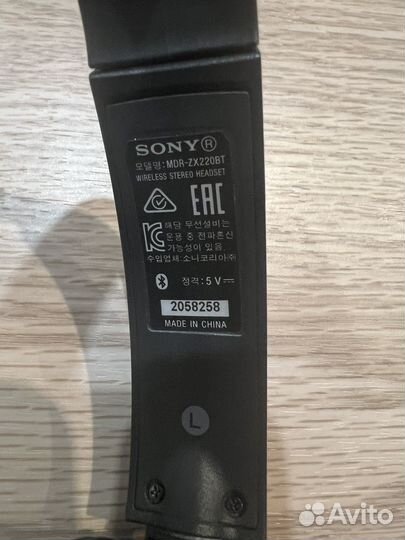 SONY Ⓡ
모델명:MDR-ZX220BT
WIRELESS STEREO HEADSET
EAC
해당 무선설비는
운용 중 전파혼신
가능성이 있음.
수입업체:소니코리아㈜
정격:5V⎓
2058258
MADE IN CHINA
L
Avito